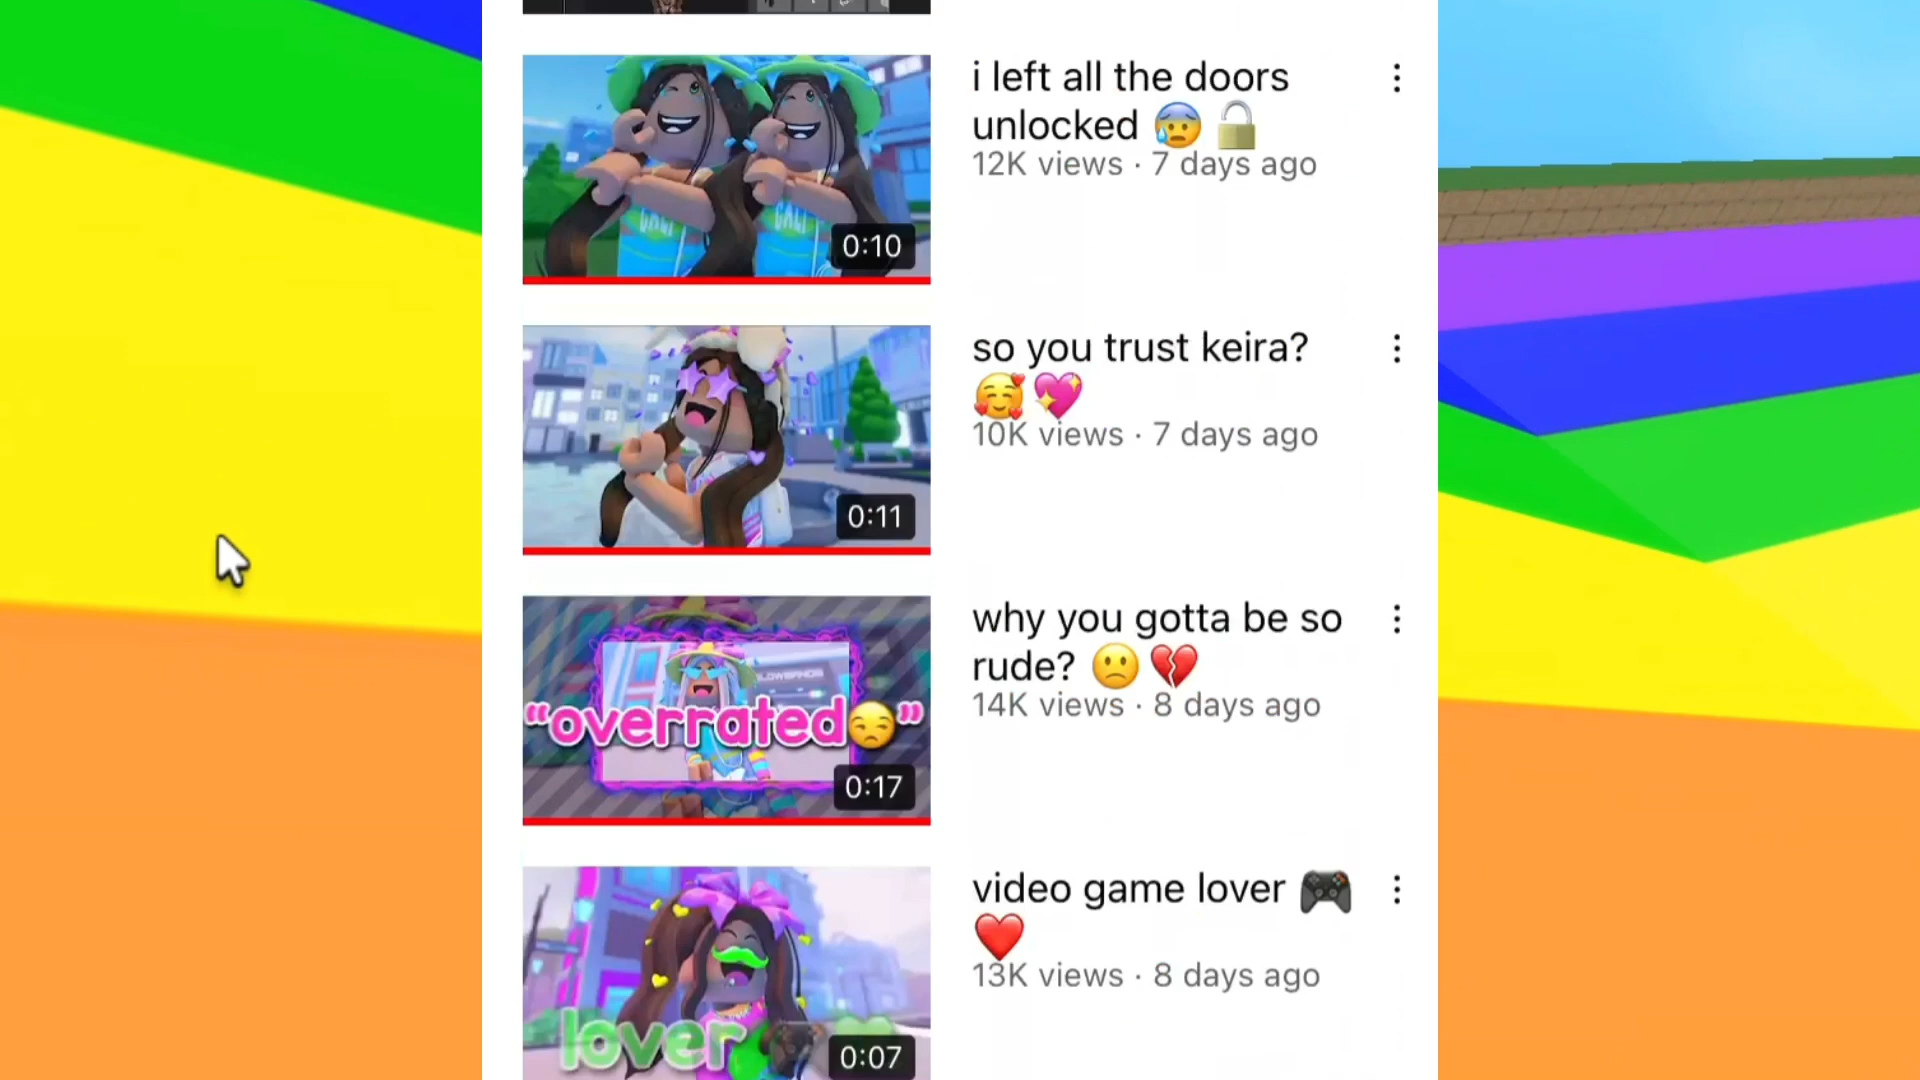 i left all the doors
unlocked 😰 🔓
12K views · 7 days ago
CALI
CALI
0:10
so you trust keira?
🥰 💖
10K views · 7 days ago
0:11
why you gotta be so
rude? 🙁 💔
14K views · 8 days ago
“overrated😒”
0:17
video game lover 🎮
❤️
13K views · 8 days ago
lover 🎮 💚
0:07